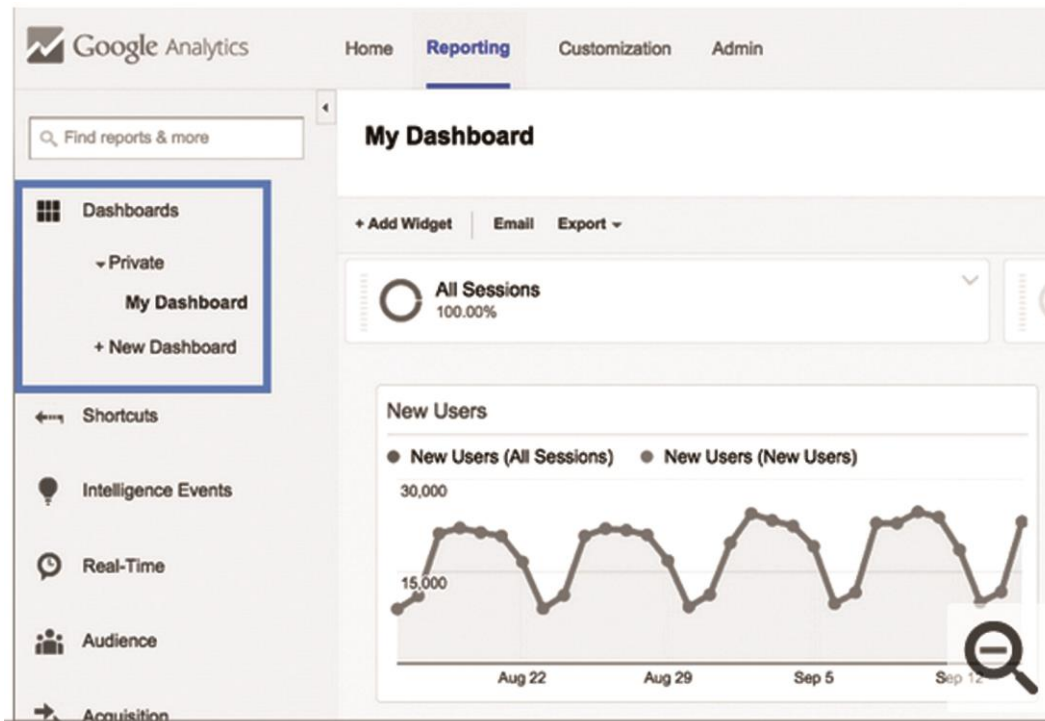 Google Analytics
Home Reporting Customization Admin
Find reports & more
My Dashboard
Dashboards
Private
My Dashboard
+ New Dashboard
Shortcuts
Intelligence Events
Real-Time
Audience
Acquisition
+ Add Widget Email Export
All Sessions
100.00%
New Users
New Users (All Sessions) New Users (New Users)
30,000
15,000
Aug 22 Aug 29 Sep 5 Sep 12